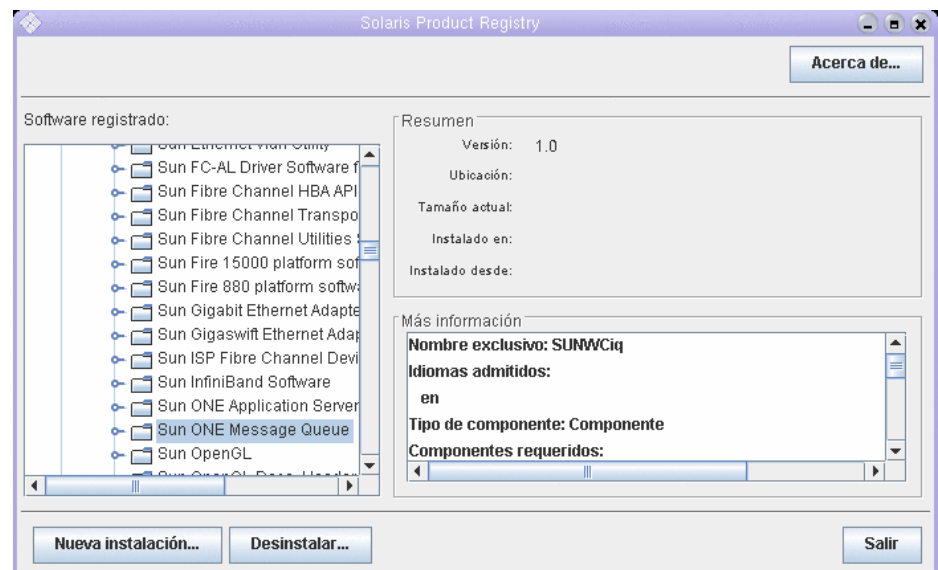 Solaris Product Registry
Acerca de...
Software registrado:
Sun Ethernet Vlan Utility
Sun FC-AL Driver Software f
Sun Fibre Channel HBA API
Sun Fibre Channel Transpo
Sun Fibre Channel Utilities
Sun Fire 15000 platform sof
Sun Fire 880 platform softw
Sun Gigabit Ethernet Adapte
Sun Gigaswift Ethernet Adap
Sun ISP Fibre Channel Devi
Sun InfiniBand Software
Sun ONE Application Server
Sun ONE Message Queue
Sun OpenGL
Resumen
Versión: 1.0
Ubicación:
Tamaño actual:
Instalado en:
Instalado desde:
Más información
Nombre exclusivo: SUNWCiq
Idiomas admitidos:
en
Tipo de componente: Componente
Componentes requeridos:
Nueva instalación...
Desinstalar...
Salir